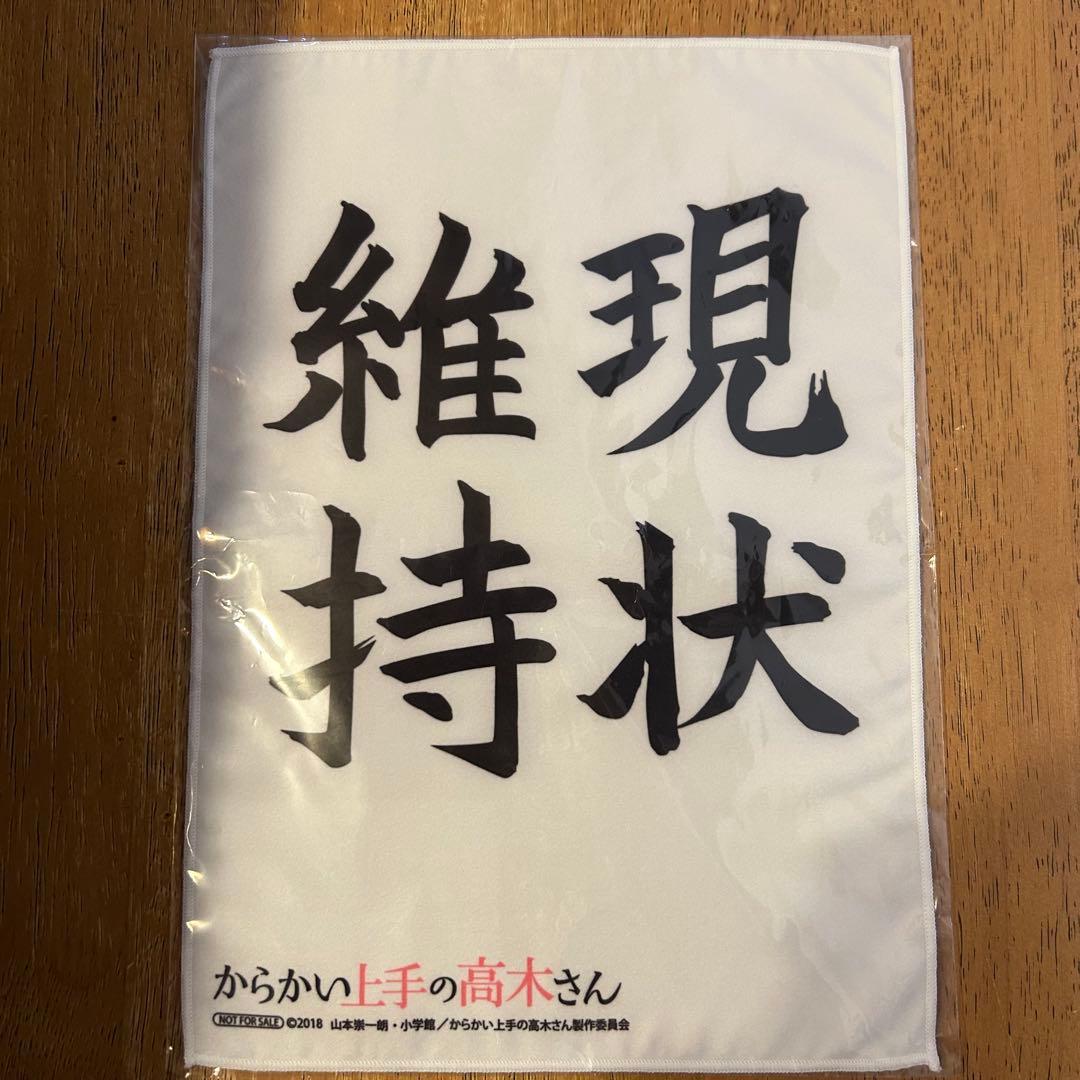 現状
維持
からかい上手の高木さん
NOT FOR SALE ©2018 山本崇一朗・小学館／からかい上手の高木さん製作委員会